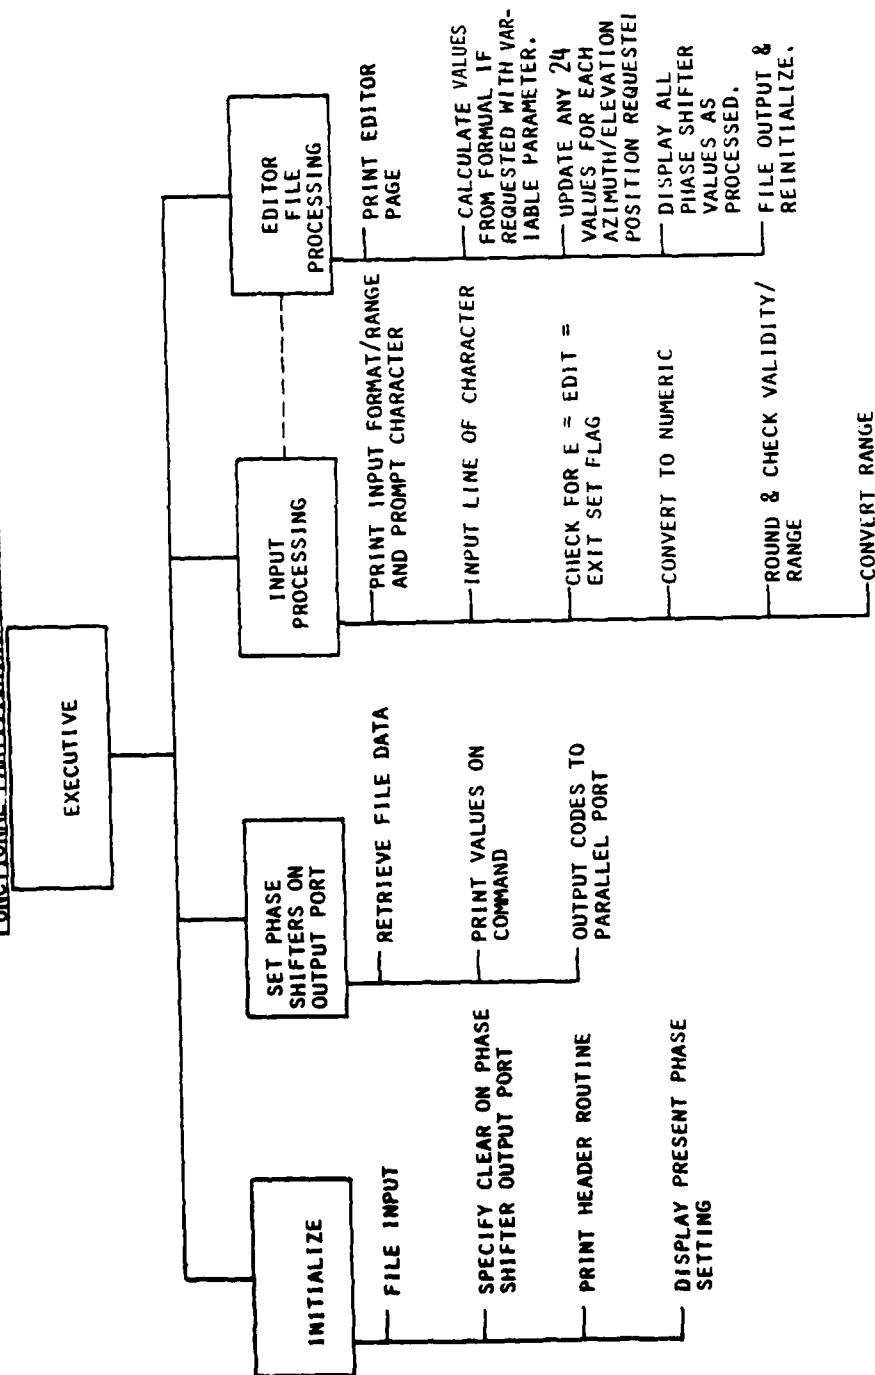 FUNCTIONAL PARTITIONING
EXECUTIVE
INITIALIZE
FILE INPUT
SPECIFY CLEAR ON PHASE
SHIFTER OUTPUT PORT
PRINT HEADER ROUTINE
DISPLAY PRESENT PHASE
SETTING
SET PHASE
SHIFTERS ON
OUTPUT PORT
RETRIEVE FILE DATA
PRINT VALUES ON
COMMAND
OUTPUT CODES TO
PARALLEL PORT
INPUT
PROCESSING
PRINT INPUT FORMAT/RANGE
AND PROMPT CHARACTER
INPUT LINE OF CHARACTER
CHECK FOR E = EDIT =
EXIT SET FLAG
CONVERT TO NUMERIC
ROUND & CHECK VALIDITY/
RANGE
CONVERT RANGE
EDITOR
FILE
PROCESSING
PRINT EDITOR
PAGE
CALCULATE VALUES
FROM FORMUAL IF
REQUESTED WITH VAR-
IABLE PARAMETER.
UPDATE ANY 24
VALUES FOR EACH
AZIMUTH/ELEVATION
POSITION REQUESTE
DISPLAY ALL
PHASE SHIFTER
VALUES AS
PROCESSED.
FILE OUTPUT &
REINITIALIZE.